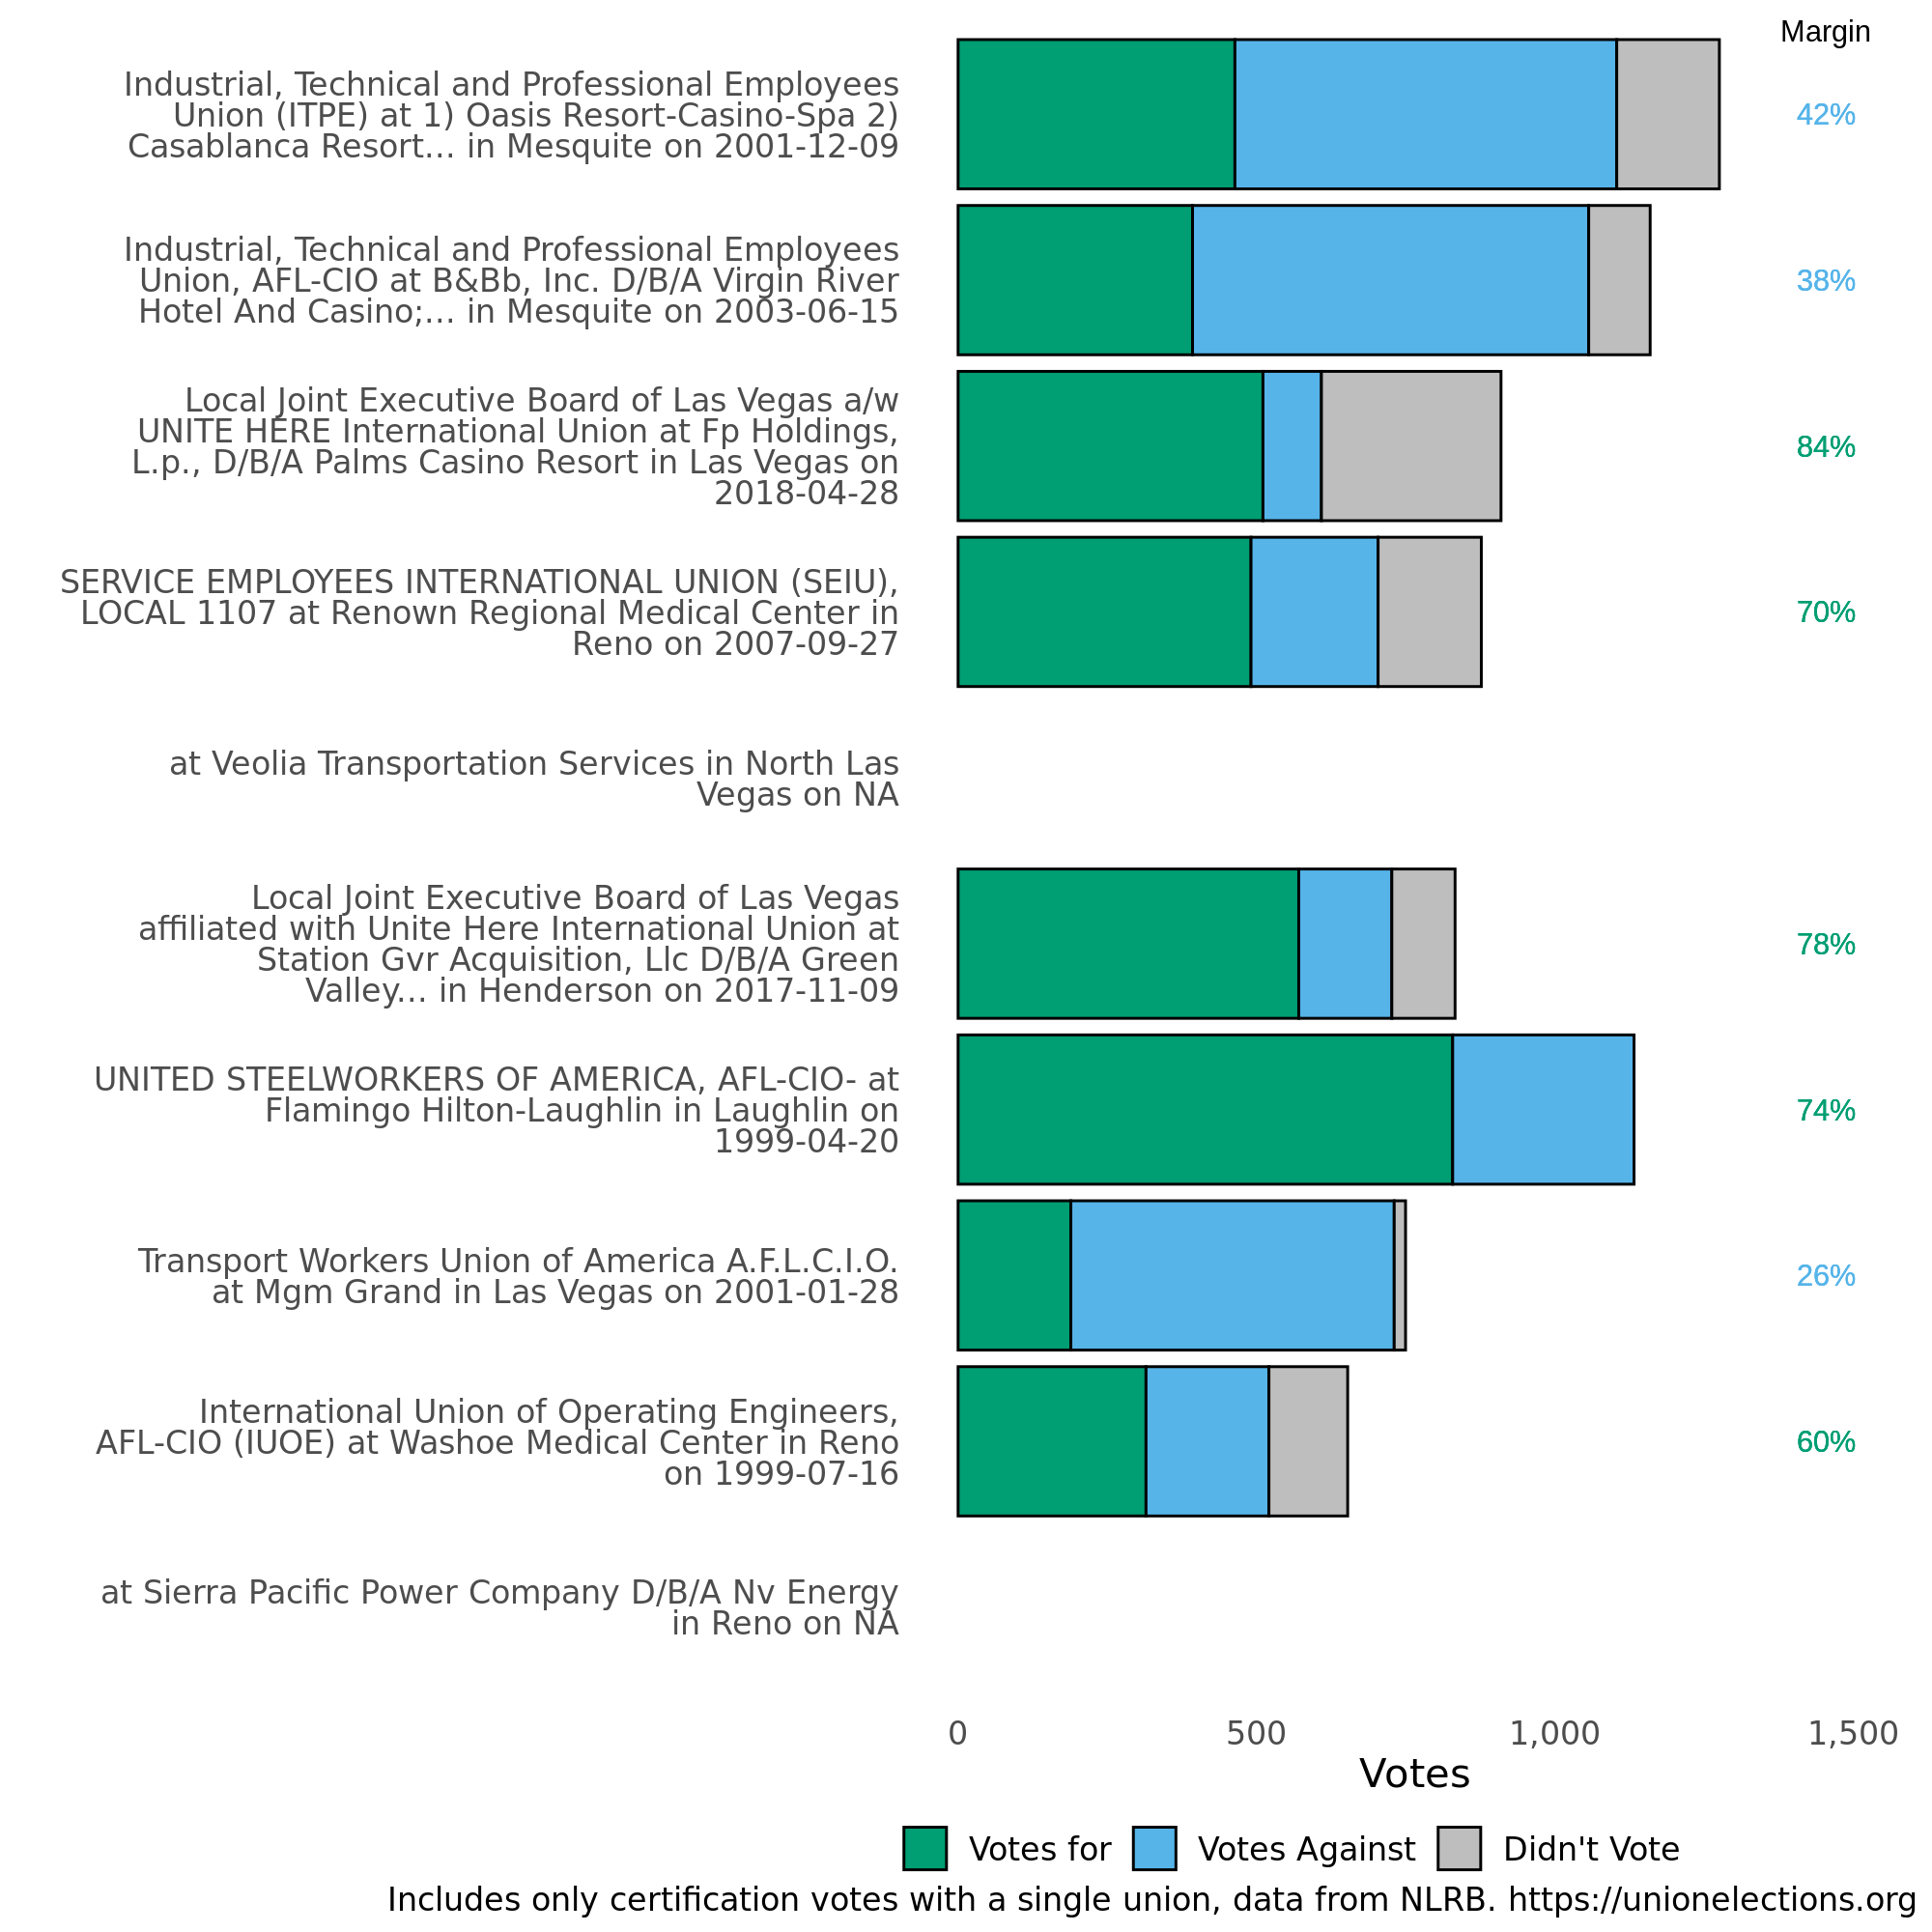 Margin
Industrial, Technical and Professional Employees
Union (ITPE) at 1) Oasis Resort-Casino-Spa 2)
Casablanca Resort... in Mesquite on 2001-12-09
42%
Industrial, Technical and Professional Employees
Union, AFL-CIO at B&Bb, Inc. D/B/A Virgin River
Hotel And Casino;... in Mesquite on 2003-06-15
38%
Local Joint Executive Board of Las Vegas a/w
UNITE HERE International Union at Fp Holdings,
L.p., D/B/A Palms Casino Resort in Las Vegas on
2018-04-28
84%
SERVICE EMPLOYEES INTERNATIONAL UNION (SEIU),
LOCAL 1107 at Renown Regional Medical Center in
Reno on 2007-09-27
70%
at Veolia Transportation Services in North Las
Vegas on NA
Local Joint Executive Board of Las Vegas
affiliated with Unite Here International Union at
Station Gvr Acquisition, Llc D/B/A Green
Valley... in Henderson on 2017-11-09
78%
UNITED STEELWORKERS OF AMERICA, AFL-CIO- at
Flamingo Hilton-Laughlin in Laughlin on
1999-04-20
74%
Transport Workers Union of America A.F.L.C.I.O.
at Mgm Grand in Las Vegas on 2001-01-28
26%
International Union of Operating Engineers,
AFL-CIO (IUOE) at Washoe Medical Center in Reno
on 1999-07-16
60%
at Sierra Pacific Power Company D/B/A Nv Energy
in Reno on NA
0 500 1,000 1,500
Votes
Votes for Votes Against Didn't Vote
Includes only certification votes with a single union, data from NLRB. https://unionelections.org